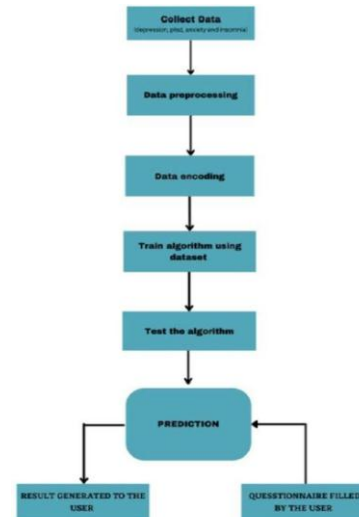 Collect Data
(depression, ptsd, anxiety and insomnia)
Data preprocessing
Data encoding
Train algorithm using
dataset
Test the algorithm
PREDICTION
RESULT GENERATED TO THE
USER
QUESSTIONNAIRE FILLED
BY THE USER